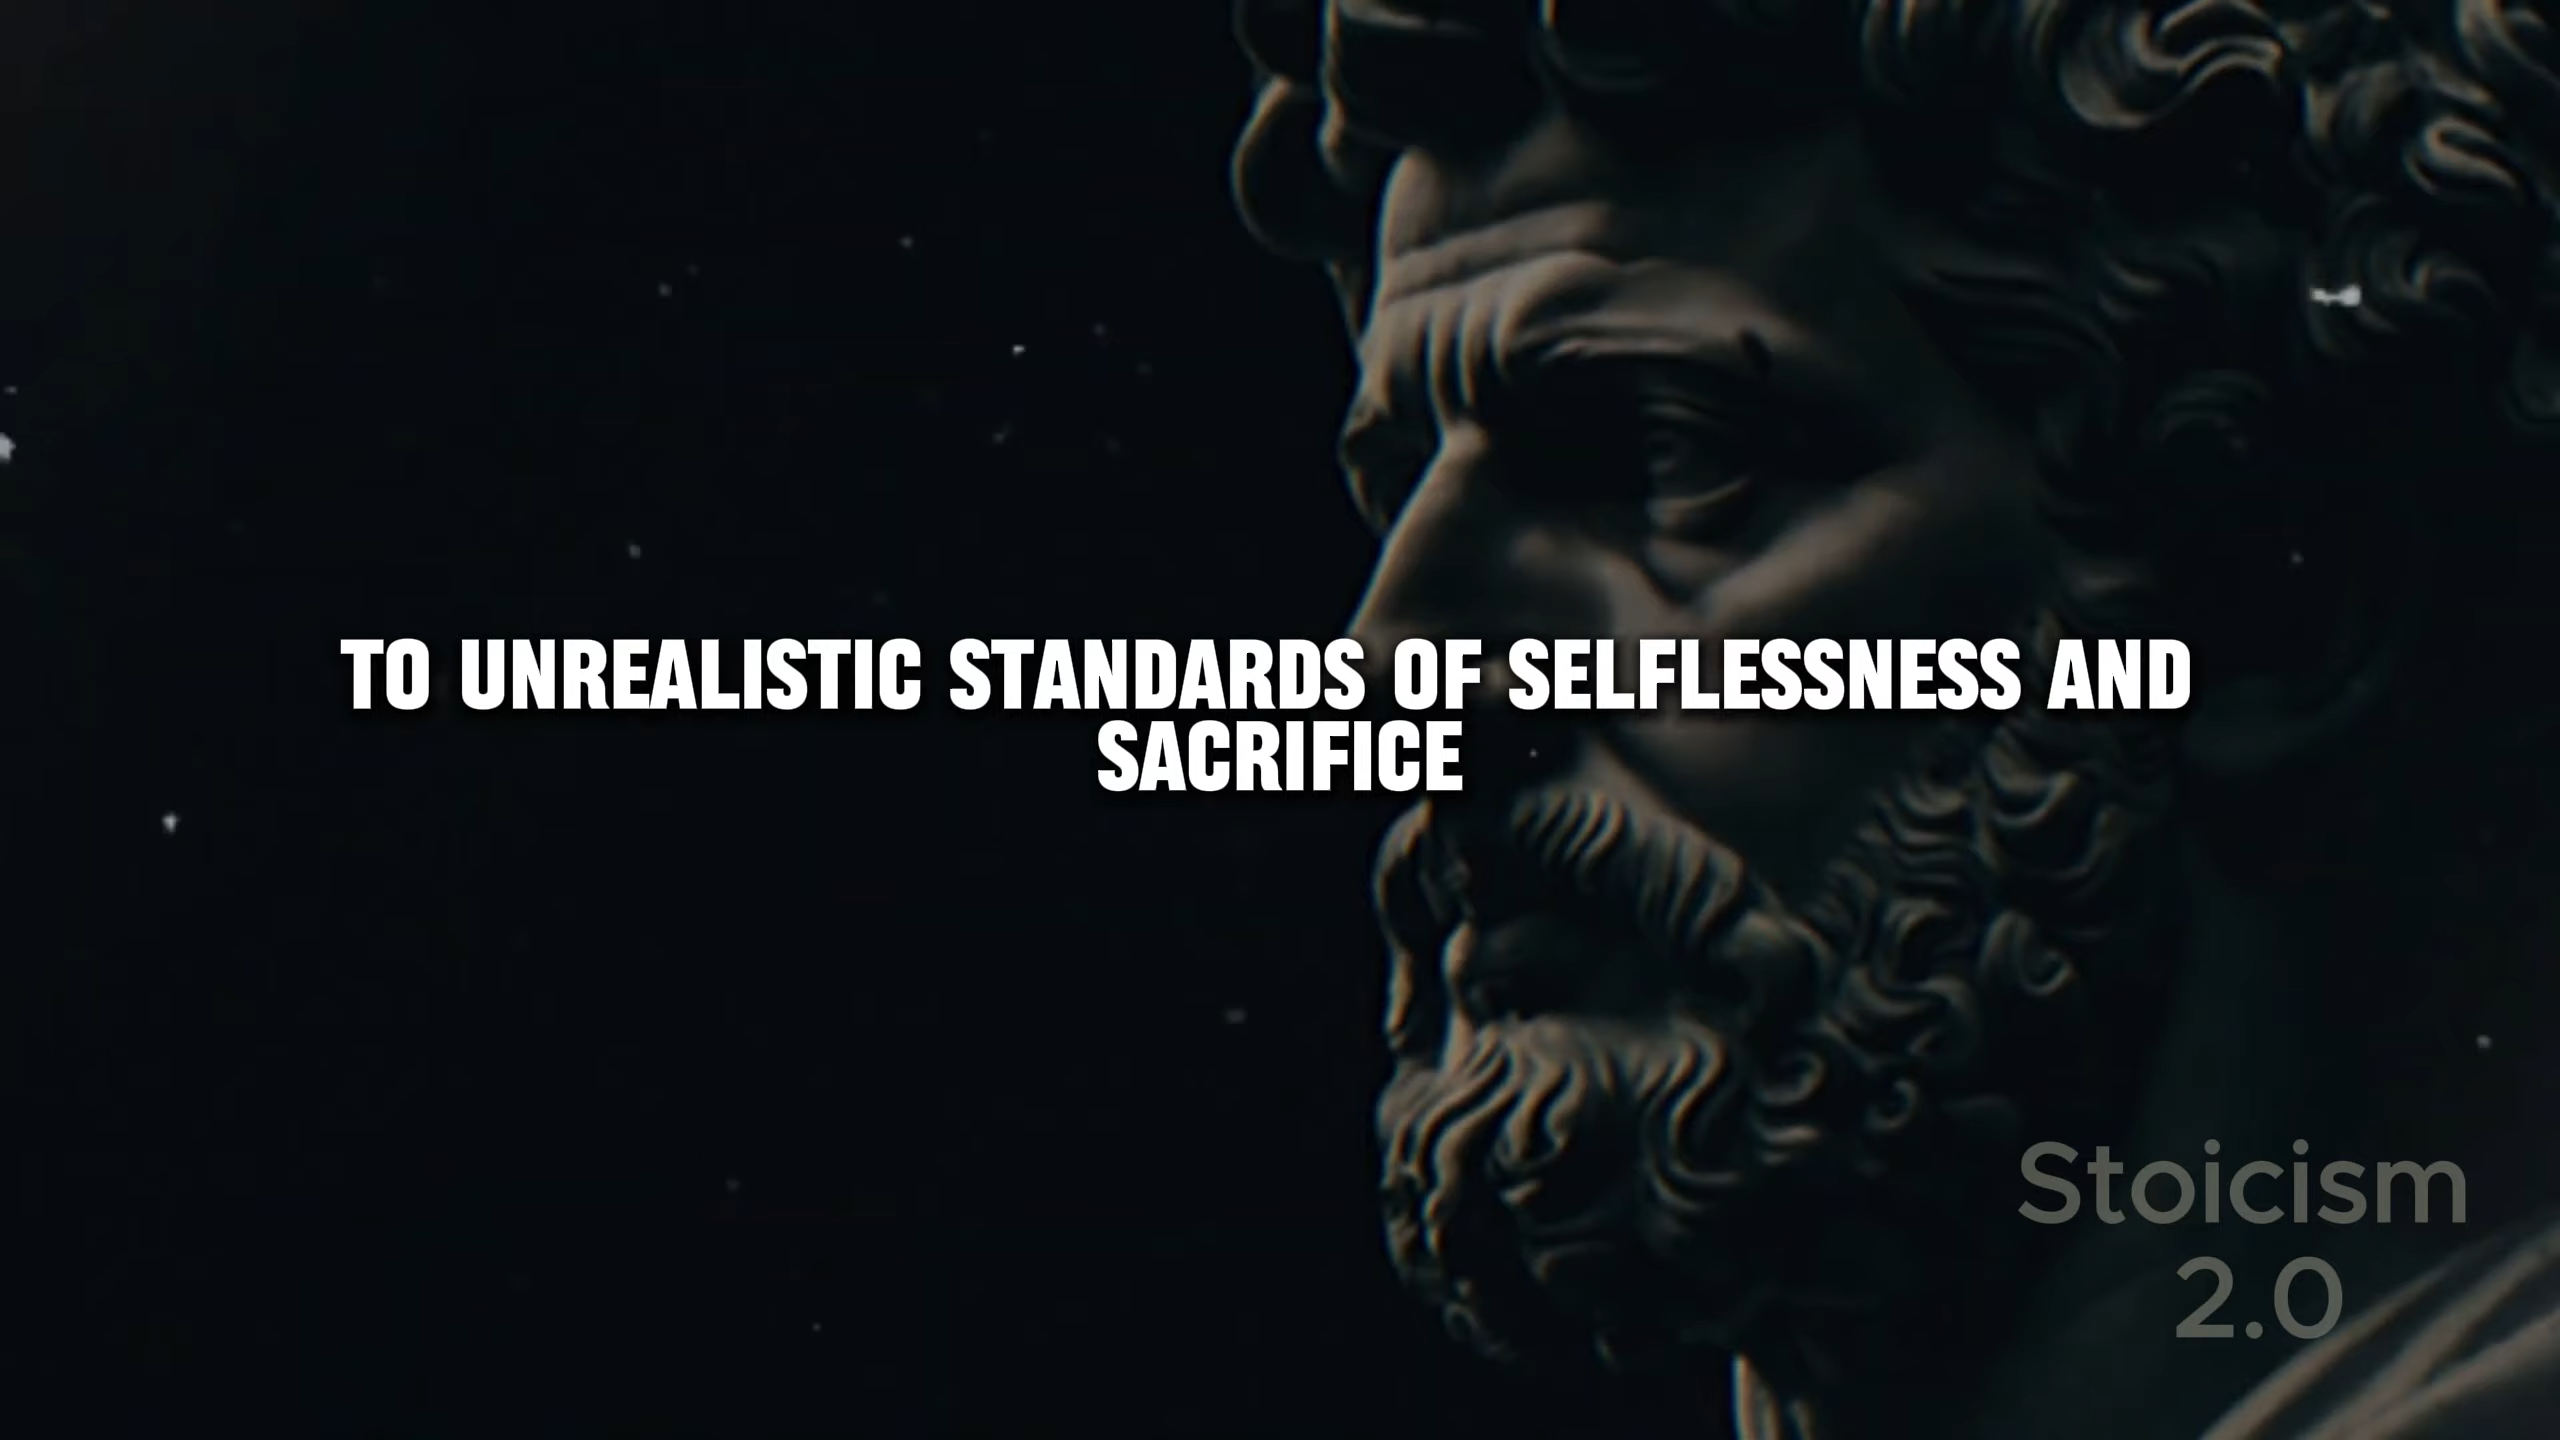 TO UNREALISTIC STANDARDS OF SELFLESSNESS AND
SACRIFICE
Stoicism
2.0